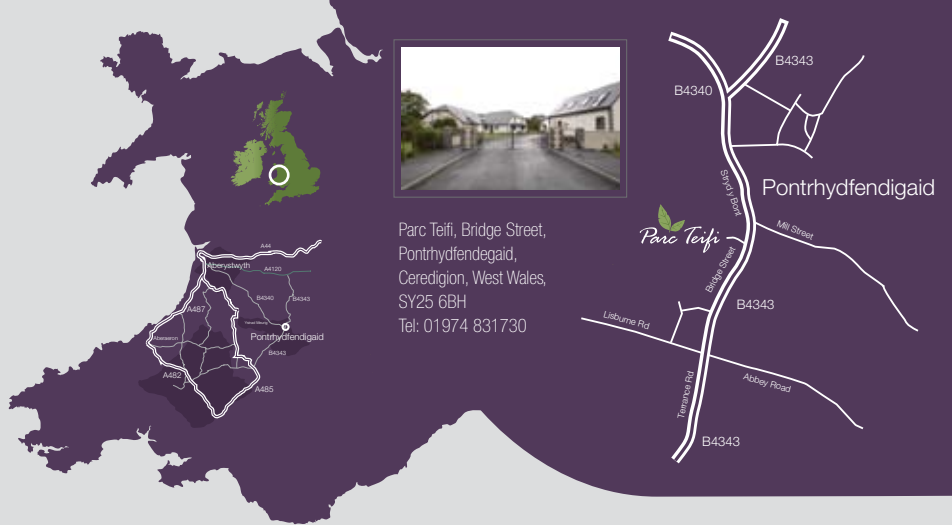 A44
Aberystwyth
A4120
B4340
B4343
A487
Pontrhydfendigaid
Aberaeron
B4343
A482
A485
Parc Teifi, Bridge Street,
Pontrhydfendegaid,
Ceredigion, West Wales,
SY25 6BH
Tel: 01974 831730
B4343
B4340
Stryd y Bont
Pontrhydfendigaid
Parc Teifi
Mill Street
Bridge Street
B4343
Lisburne Rd
Abbey Road
Terrance Rd
B4343